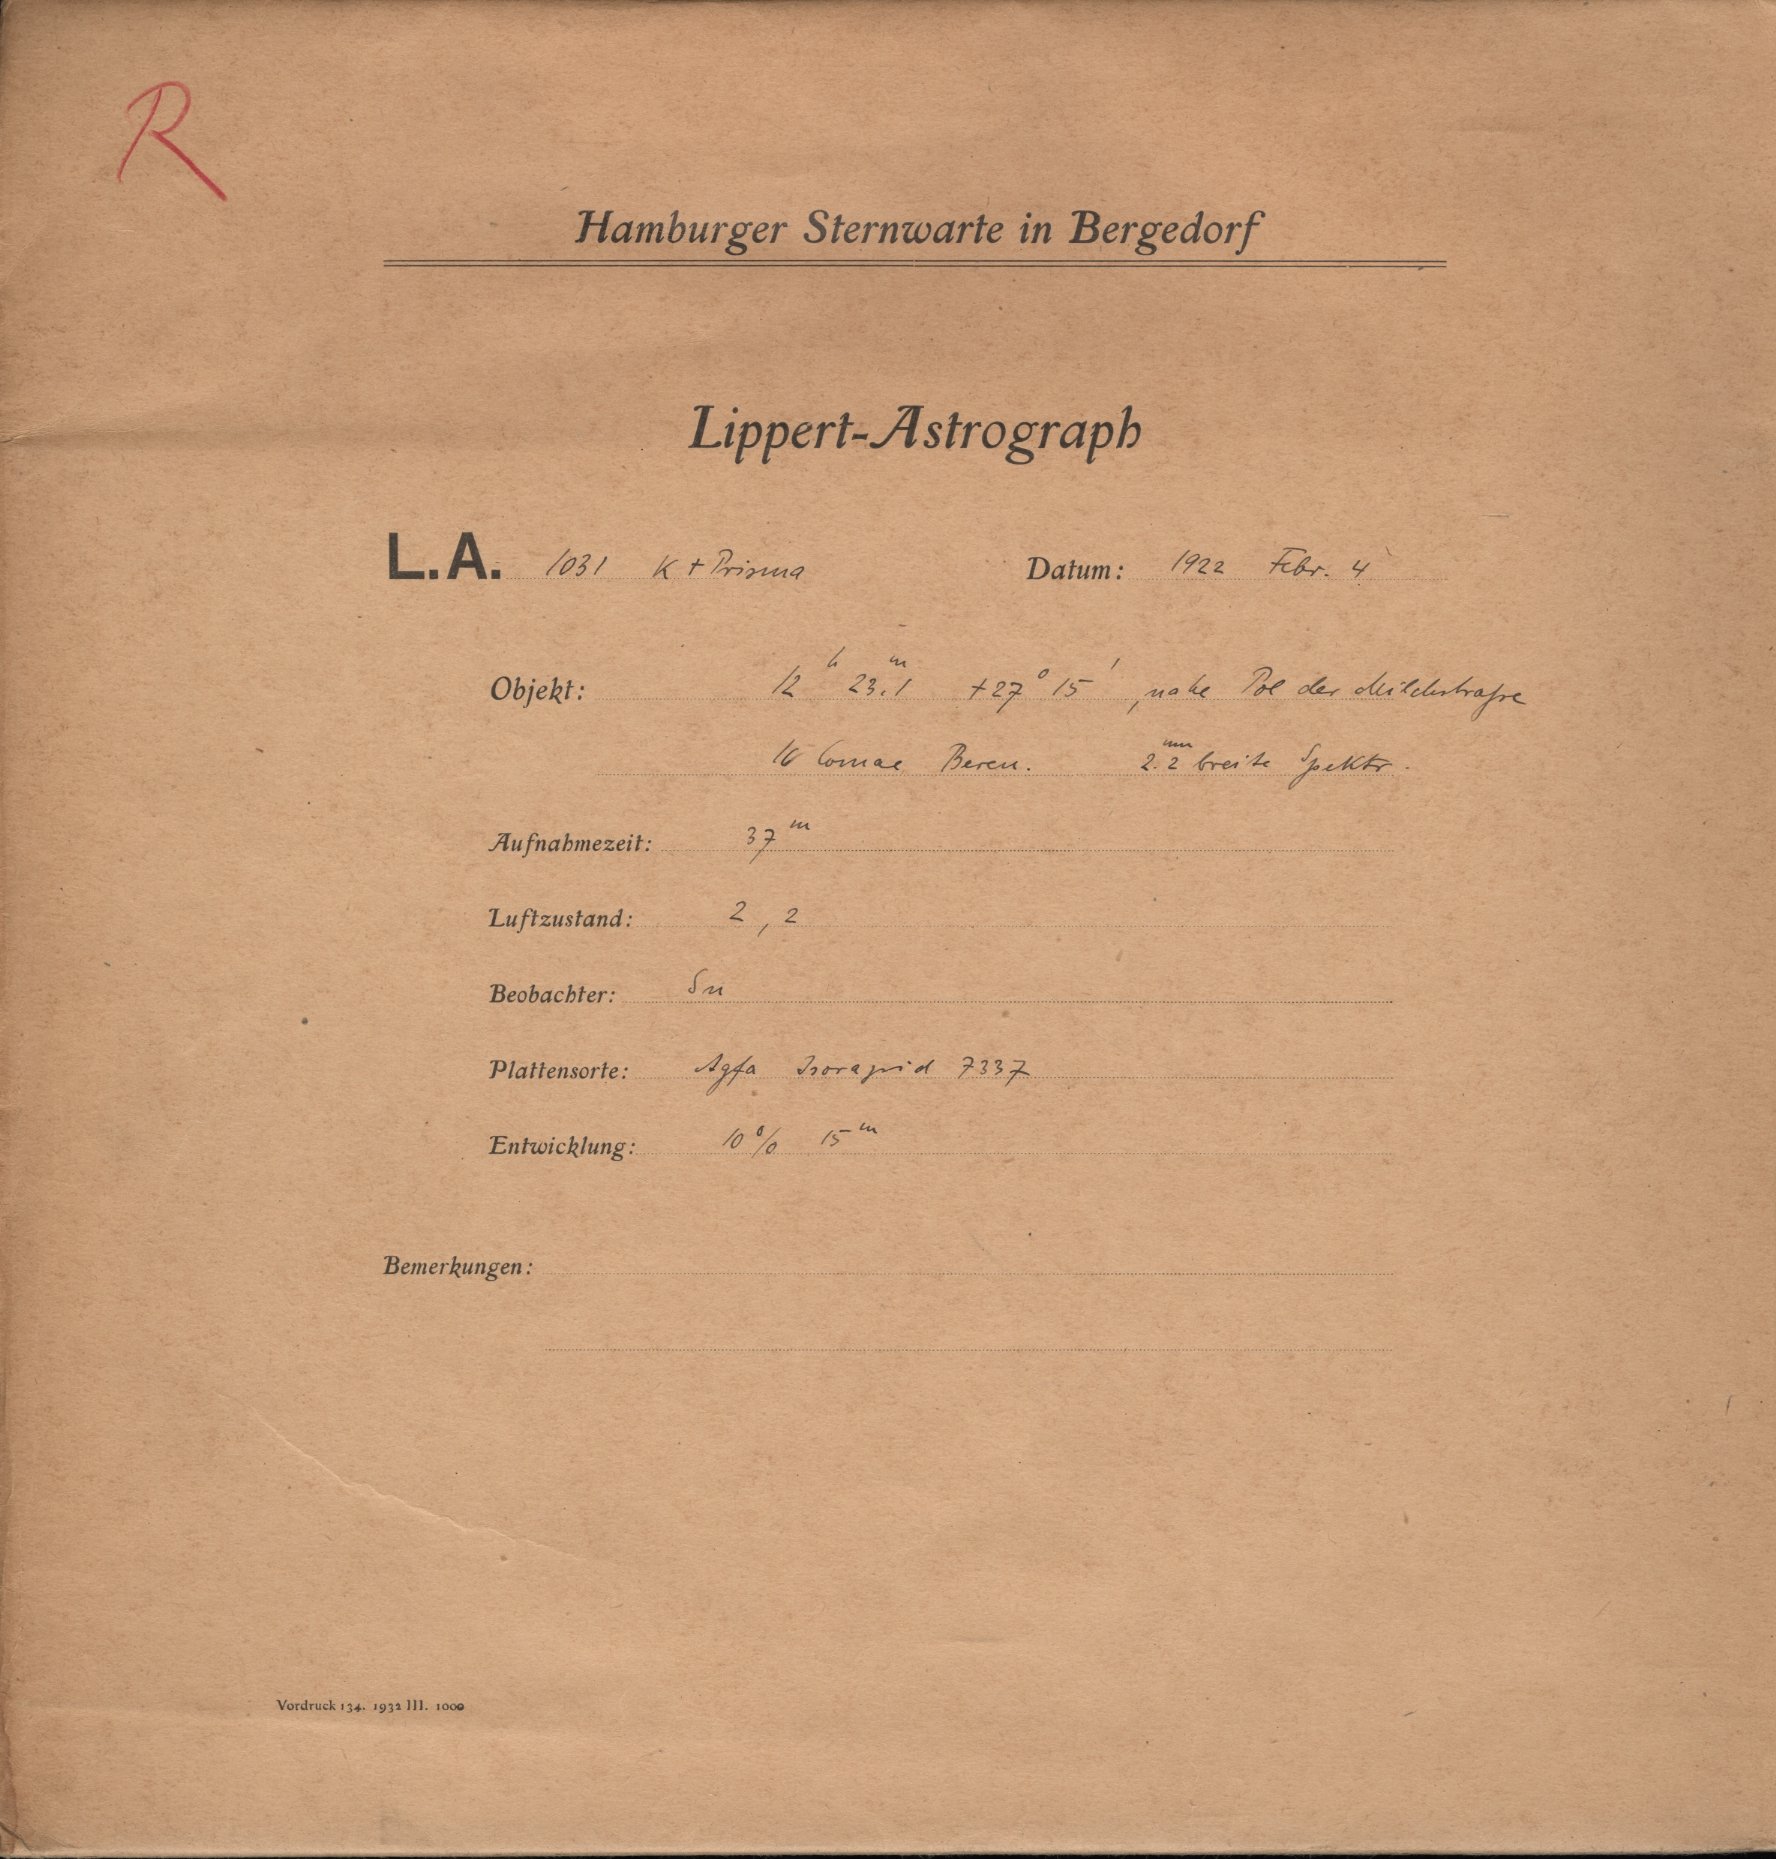 R
Hamburger Sternwarte in Bergedorf
Lippert-Astrograph
L.A. 1031 K + Prisma Datum: 1922 Febr. 4
Objekt: 12h 23.1m +27° 15', nahe Pol der Milchstraße
16 Comae Beren. 2.2mm breite Spektr.
Aufnahmezeit: 37m
Luftzustand: 2, 2
Beobachter: Sn
Plattensorte: Agfa Isorapid 7337
Entwicklung: 10% 15m
Bemerkungen:
Vordruck 134. 1932 III. 1000